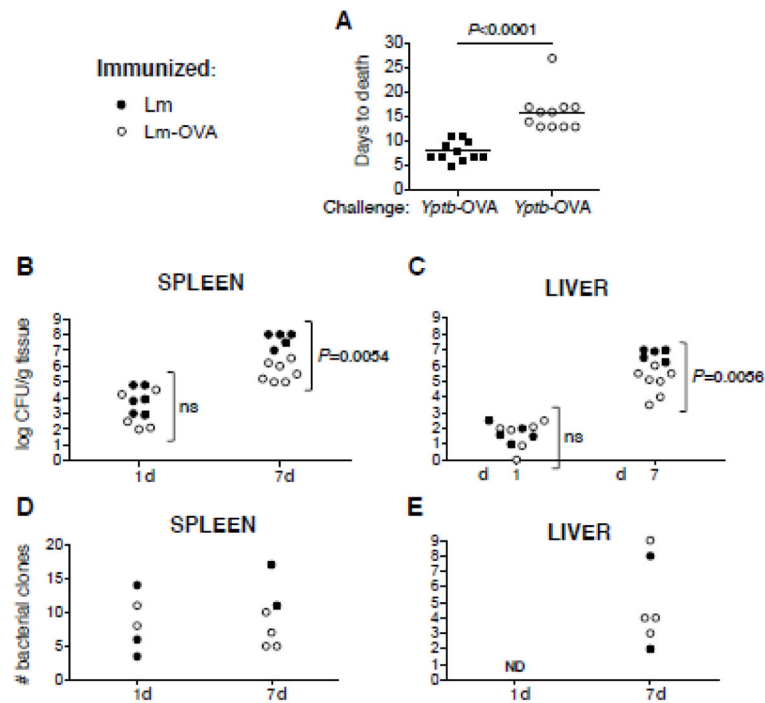 A
P<0.0001
Immunized:
Lm
Lm-OVA
Days to death
30
25
20
15
10
5
0
Challenge: Yptb-OVA Yptb-OVA
B
SPLEEN
log CFU/g tissue
9
8
7
6
5
4
3
2
1
0
ns
P=0.0054
1d
7d
C
LIVER
9
8
7
6
5
4
3
2
1
0
ns
P=0.0056
d 1
d 7
D
SPLEEN
# bacterial clones
20
15
10
5
0
1d
7d
E
LIVER
9
8
7
6
5
4
3
2
1
0
ND
1d
7d